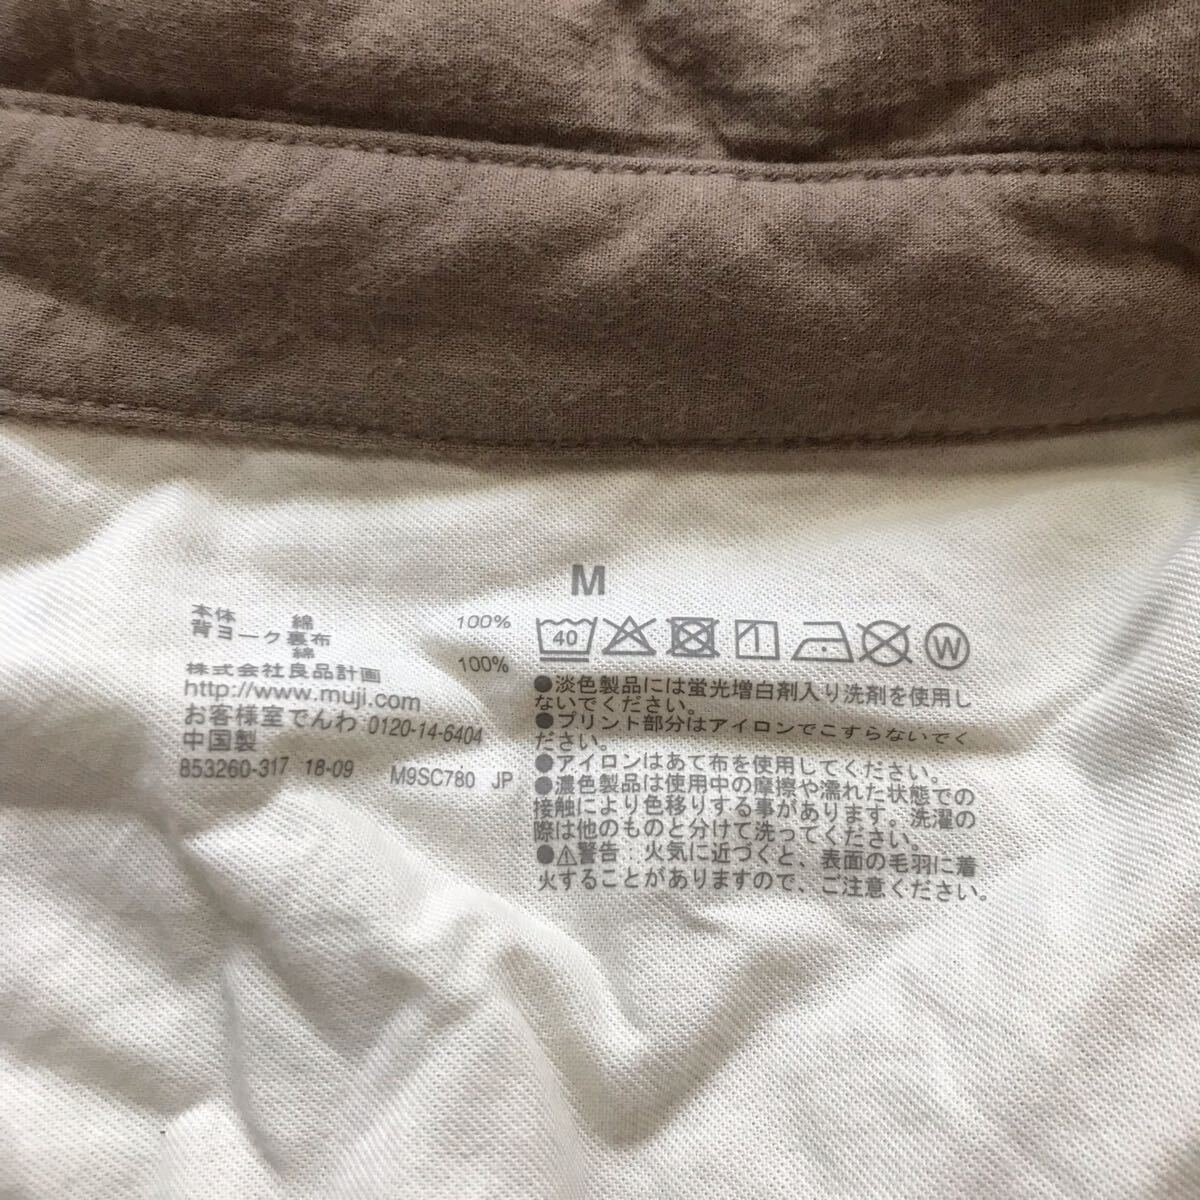 M
本体 綿 100%
背ヨーク裏布
綿 100%
株式会社良品計画
http://www.muji.com
お客様室でんわ 0120-14-6404
中国製
853260-317 18-09 M9SC780 JP
40 W
●淡色製品には蛍光増白剤入り洗剤を使用し
ないでください。
●プリント部分はアイロンでこすらないでく
ださい。
●アイロンはあて布を使用してください。
●濃色製品は使用中の摩擦や濡れた状態での
接触により色移りする事があります。洗濯の
際は他のものと分けて洗ってください。
●⚠警告：火気に近づくと、表面の毛羽に着
火することがありますので、ご注意ください。